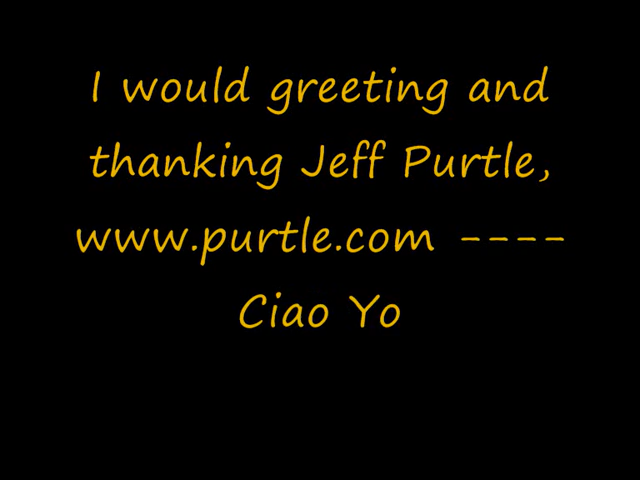 I would greeting and
thanking Jeff Purtle,
www.purtle.com ----
Ciao Yo